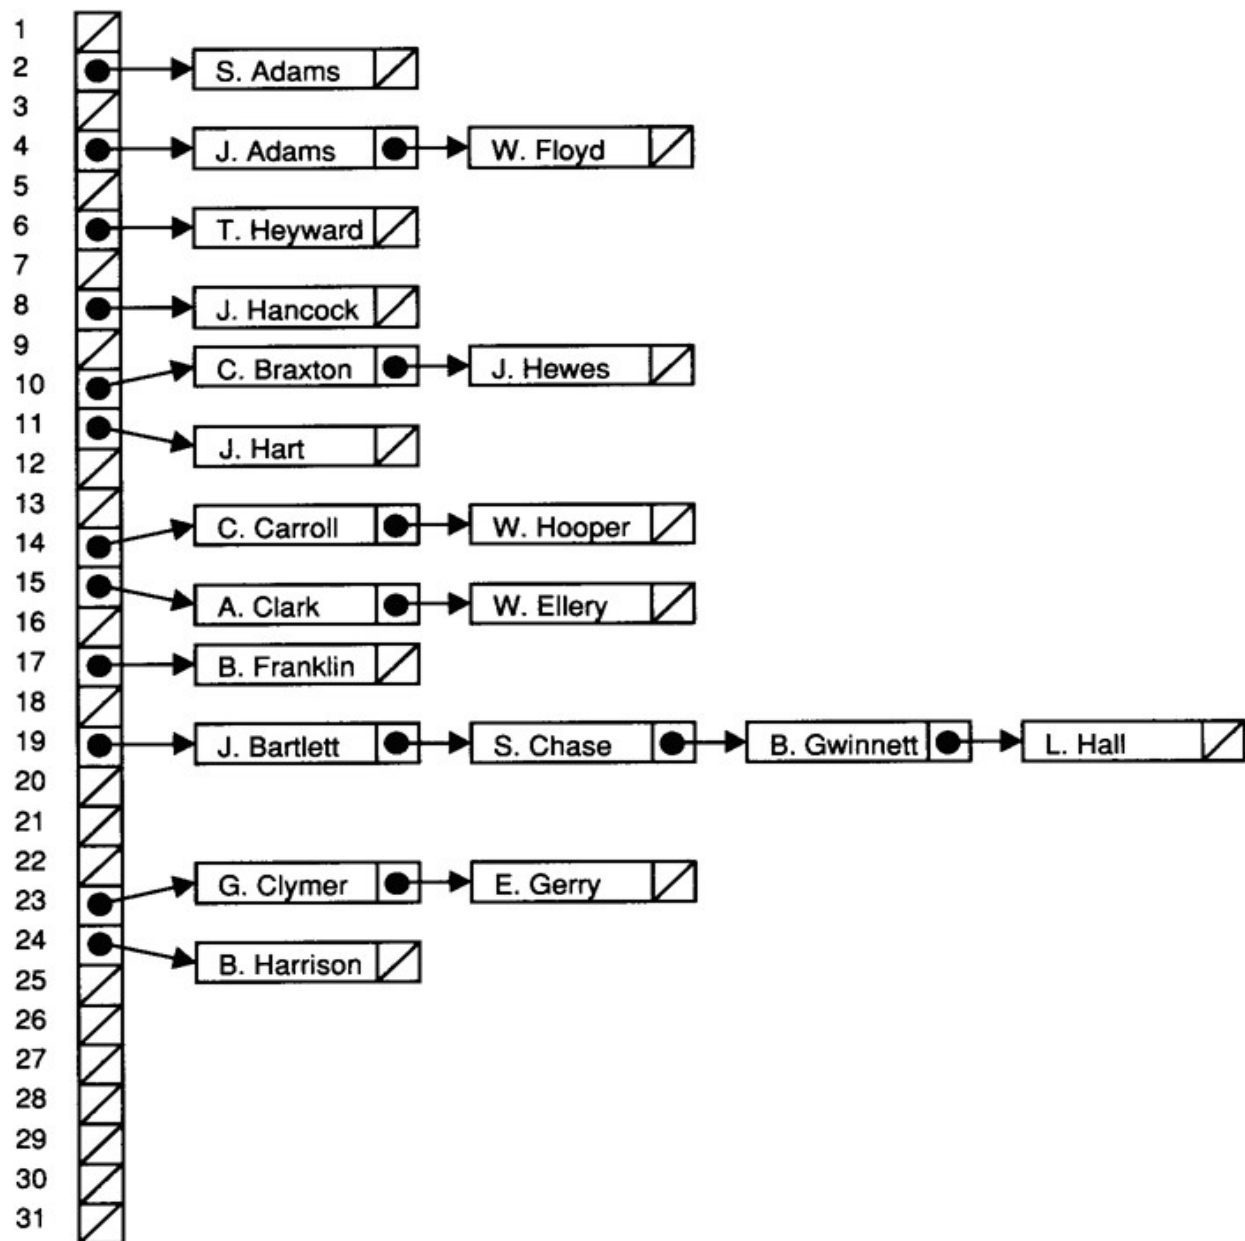 1
2 S. Adams
3
4 J. Adams W. Floyd
5
6 T. Heyward
7
8 J. Hancock
9
10 C. Braxton J. Hewes
11
12 J. Hart
13
14 C. Carroll W. Hooper
15
16 A. Clark W. Ellery
17 B. Franklin
18
19 J. Bartlett S. Chase B. Gwinnett L. Hall
20
21
22
23 G. Clymer E. Gerry
24
25 B. Harrison
26
27
28
29
30
31